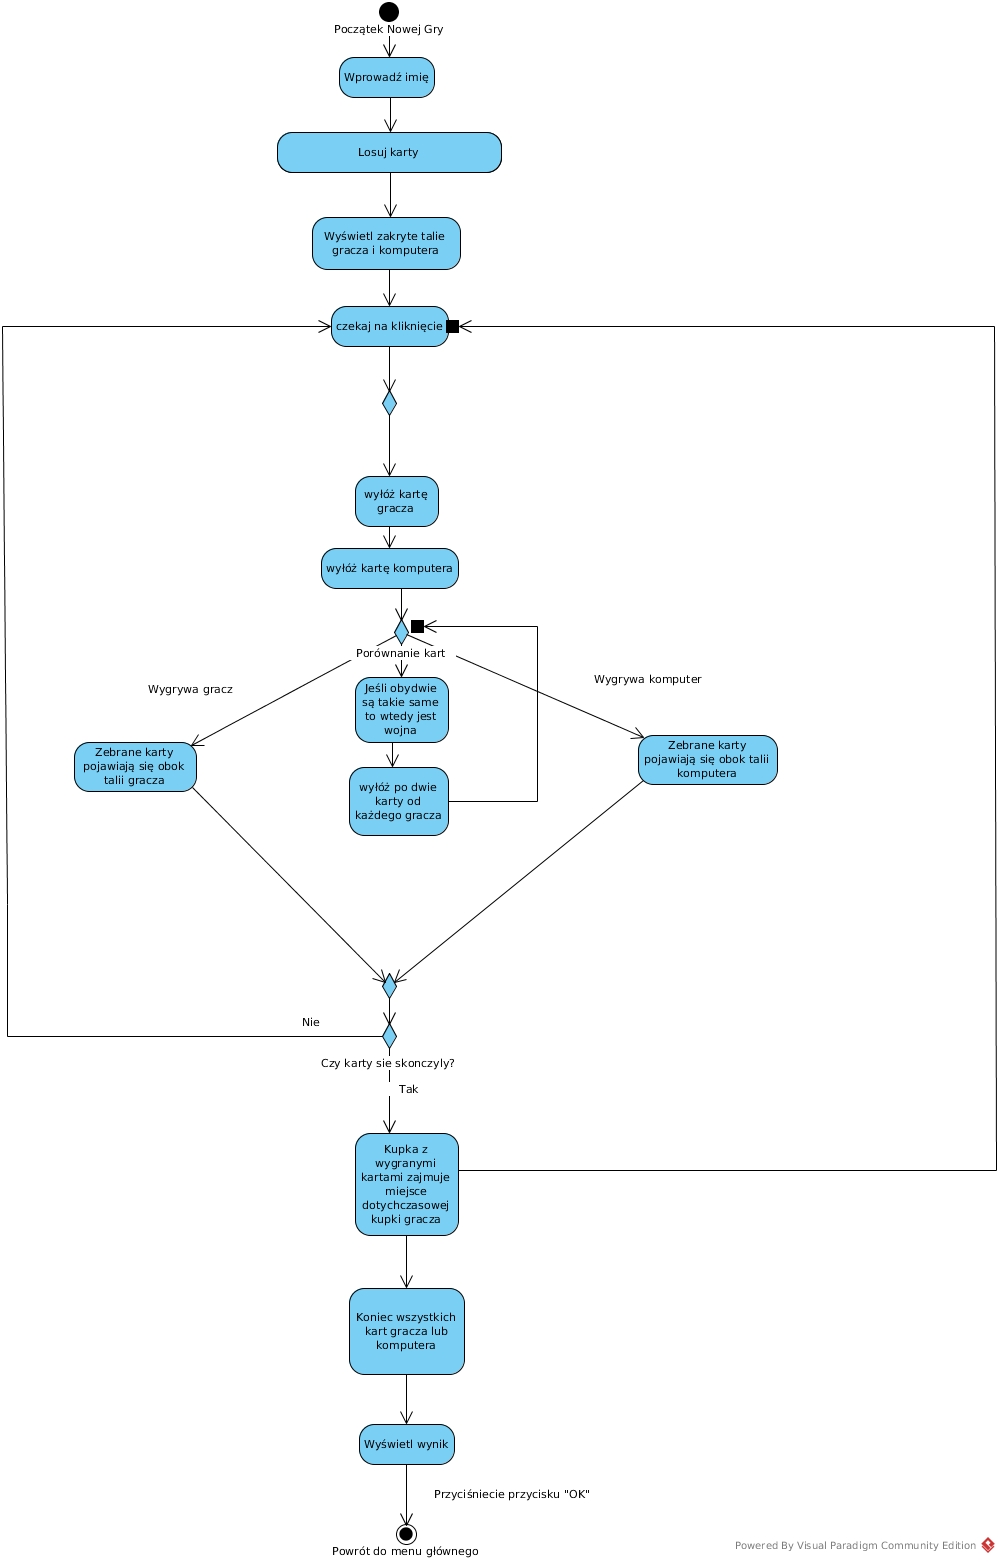 Początek Nowej Gry
Wprowadź imię
Losuj karty
Wyświetl zakryte talie
gracza i komputera
czekaj na kliknięcie
wyłóż kartę
gracza
wyłóż kartę komputera
Porównanie kart
Wygrywa gracz
Wygrywa komputer
Jeśli obydwie
są takie same
to wtedy jest
wojna
Zebrane karty
pojawiają się obok
talii gracza
Zebrane karty
pojawiają się obok talii
komputera
wyłóż po dwie
karty od
każdego gracza
Nie
Czy karty sie skonczyly?
Tak
Kupka z
wygranymi
kartami zajmuje
miejsce
dotychczasowej
kupki gracza
Koniec wszystkich
kart gracza lub
komputera
Wyświetl wynik
Przyciśniecie przycisku "OK"
Powrót do menu głównego
Powered By Visual Paradigm Community Edition